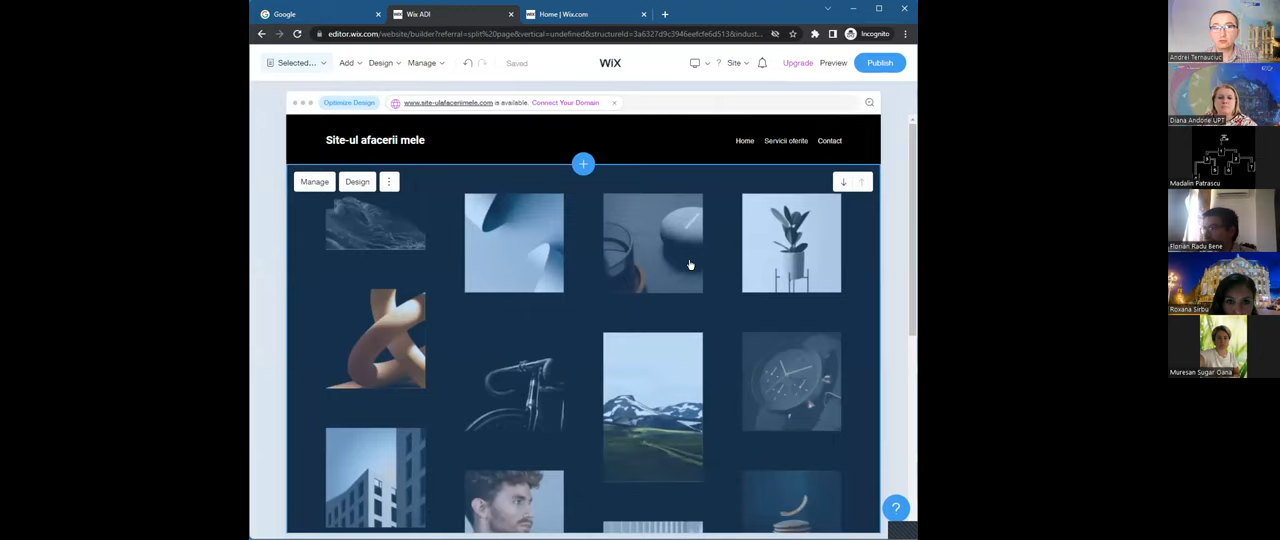 Google
Wix ADI
Home | Wix.com
editor.wix.com/website/builder?referral=split%20page&vertical=undefined&structureId=3a6327d9c3946eefcfe6d513&indust...
Incognito
Selected...
Add
Design
Manage
Saved
WiX
?
Site
Upgrade
Preview
Publish
Optimize Design
www.site-ulafaceriimele.com is available. Connect Your Domain
Site-ul afacerii mele
Home
Servicii oferite
Contact
Manage
Design
?
Andrei Ternauciuc
Diana Andone UPT
Madalin Patrascu
Florian Radu Bene
Roxana Sirbu
Muresan Sugar Oana